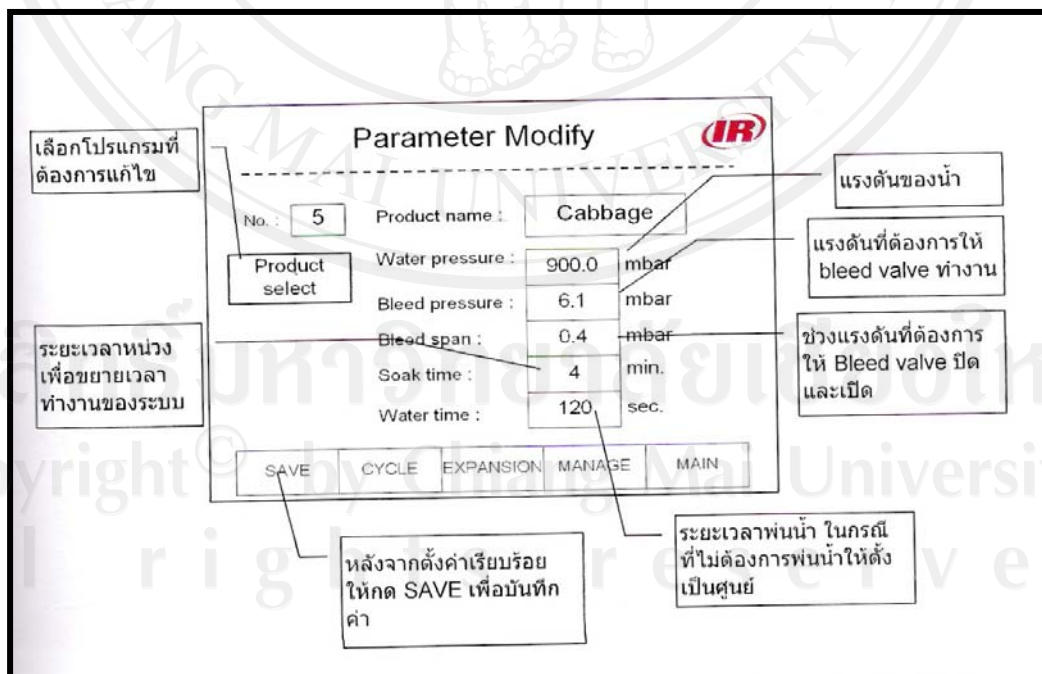 ANG MAI UNIVERSITY
Parameter Modify
IR
เลือกโปรแกรมที่
ต้องการแก้ไข
No. : 5
Product name : Cabbage
แรงดันของน้ำ
Product
select
Water pressure : 900.0 mbar
แรงดันที่ต้องการให้
bleed valve ทำงาน
Bleed pressure : 6.1 mbar
Bleed span : 0.4 mbar
ช่วงแรงดันที่ต้องการ
ให้ Bleed valve ปิด
และเปิด
ระยะเวลาหน่วง
เพื่อขยายเวลา
ทำงานของระบบ
Soak time : 4 min.
Water time : 120 sec.
SAVE CYCLE EXPANSION MANAGE MAIN
หลังจากตั้งค่าเรียบร้อย
ให้กด SAVE เพื่อบันทึก
ค่า
ระยะเวลาพ่นน้ำ ในกรณี
ที่ไม่ต้องการพ่นน้ำให้ตั้ง
เป็นศูนย์
yright © by Chiang Mai Universi
l rights reserve